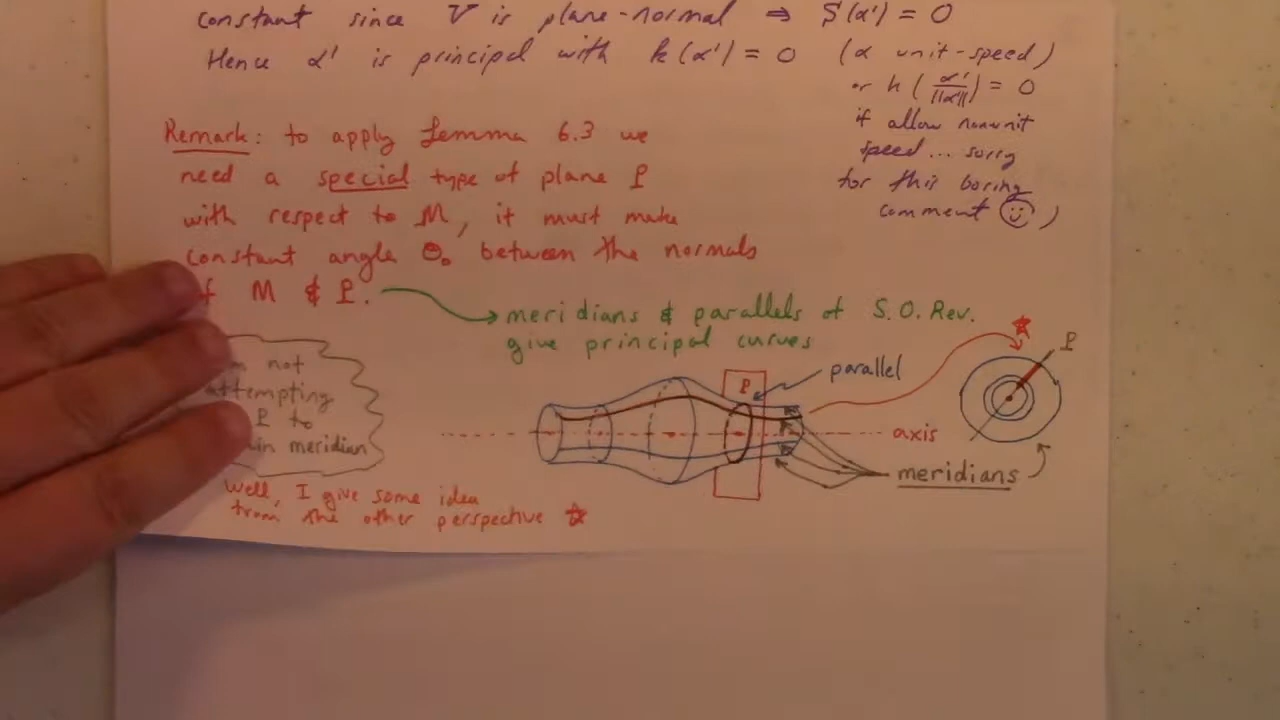 constant since V is plane-normal ⇒ S(α') = 0
Hence α' is principal with k(α') = 0 (α unit-speed)
or k(α'/||α'||) = 0
if allow nonunit
speed... sorry
for this boring
comment ☺)
Remark: to apply Lemma 6.3 we
need a special type of plane P
with respect to M, it must make
constant angle θ₀ between the normals
of M & P.
meridians & parallels of S.O. Rev.
give principal curves
not
attempting
P to
meridian
well, I give some idea
from the other perspective ☆
P
parallel
axis
meridians
☆
P